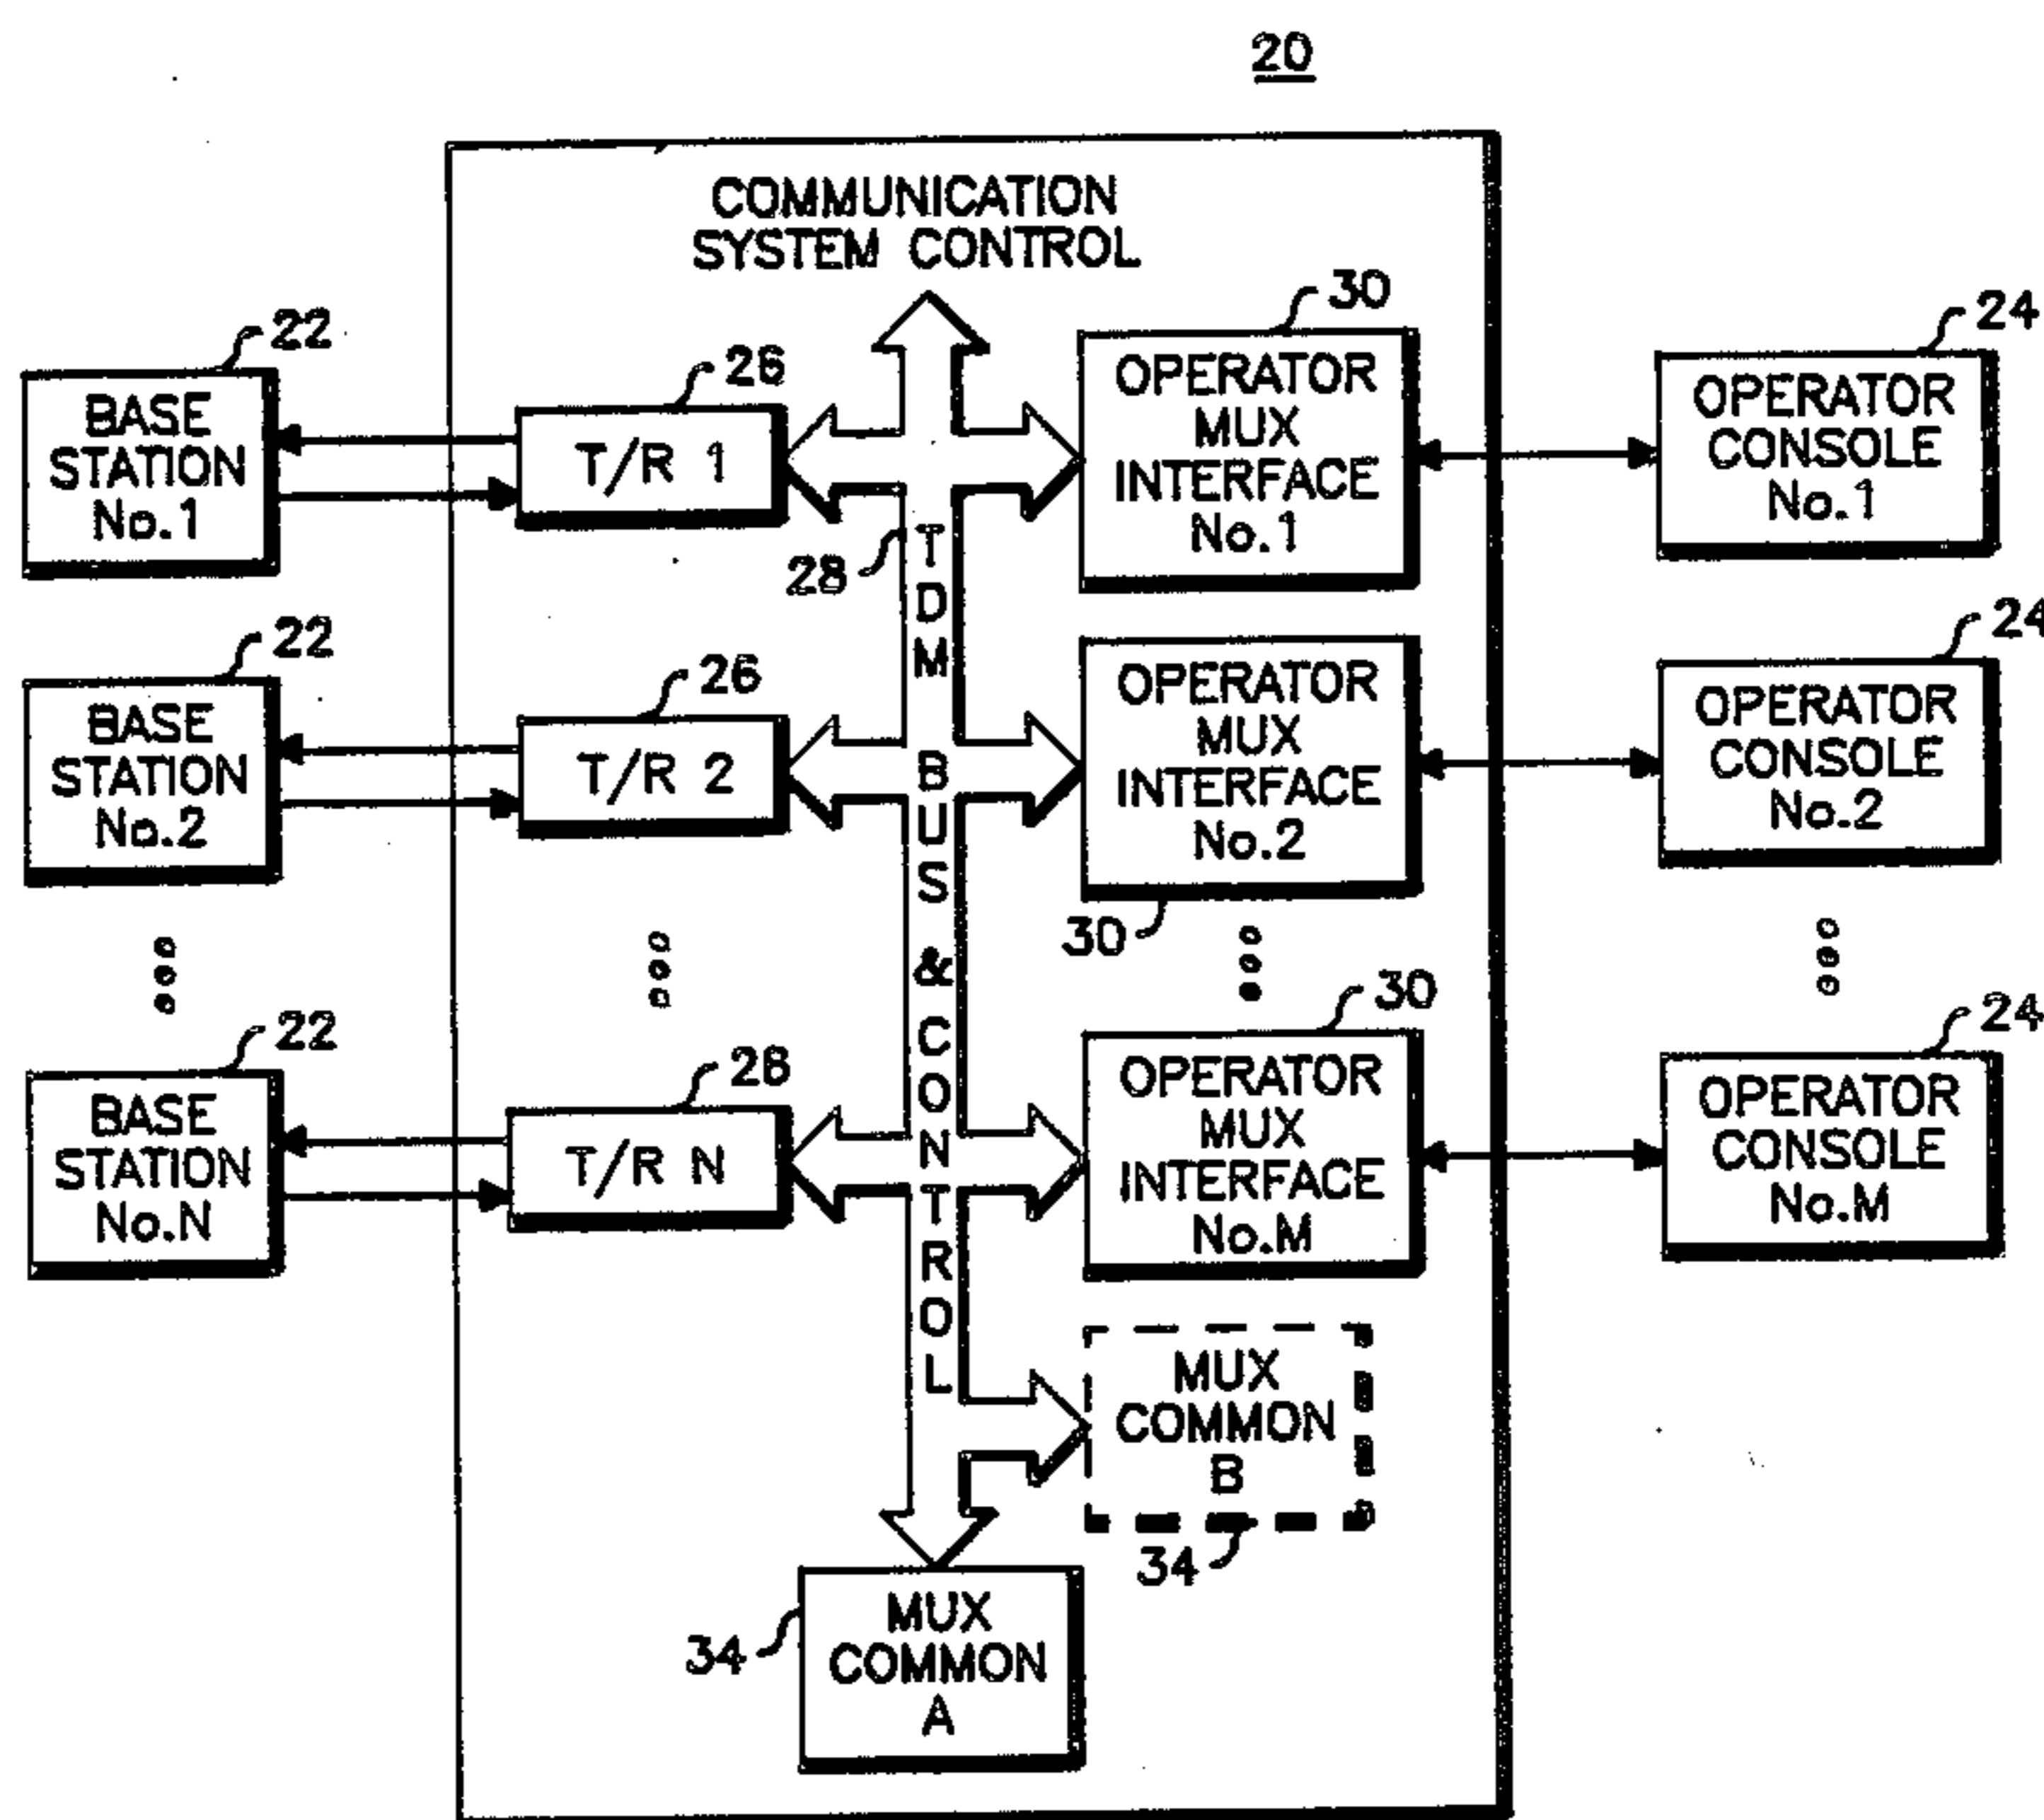 20
COMMUNICATION
SYSTEM CONTROL
22
BASE
STATION
No.1
26
T/R 1
30
OPERATOR
MUX
INTERFACE
No.1
24
OPERATOR
CONSOLE
No.1
28
TDM BUS & CONTROL
22
BASE
STATION
No.2
26
T/R 2
OPERATOR
MUX
INTERFACE
No.2
30
24
OPERATOR
CONSOLE
No.2
22
BASE
STATION
No.N
28
T/R N
30
OPERATOR
MUX
INTERFACE
No.M
24
OPERATOR
CONSOLE
No.M
MUX
COMMON
B
34
34
MUX
COMMON
A